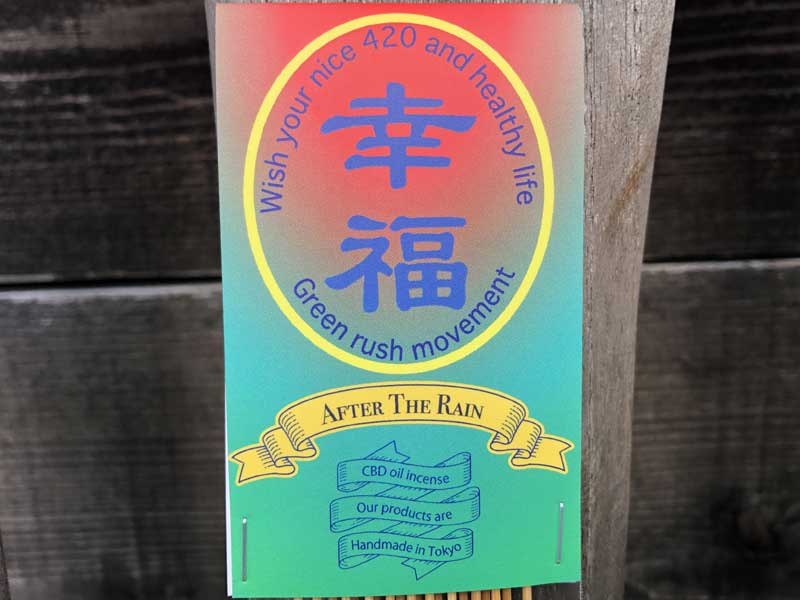 Wish your nice 420 and healthy life
幸
福
Green rush movement
AFTER THE RAIN
CBD oil incense
Our products are
Handmade in Tokyo